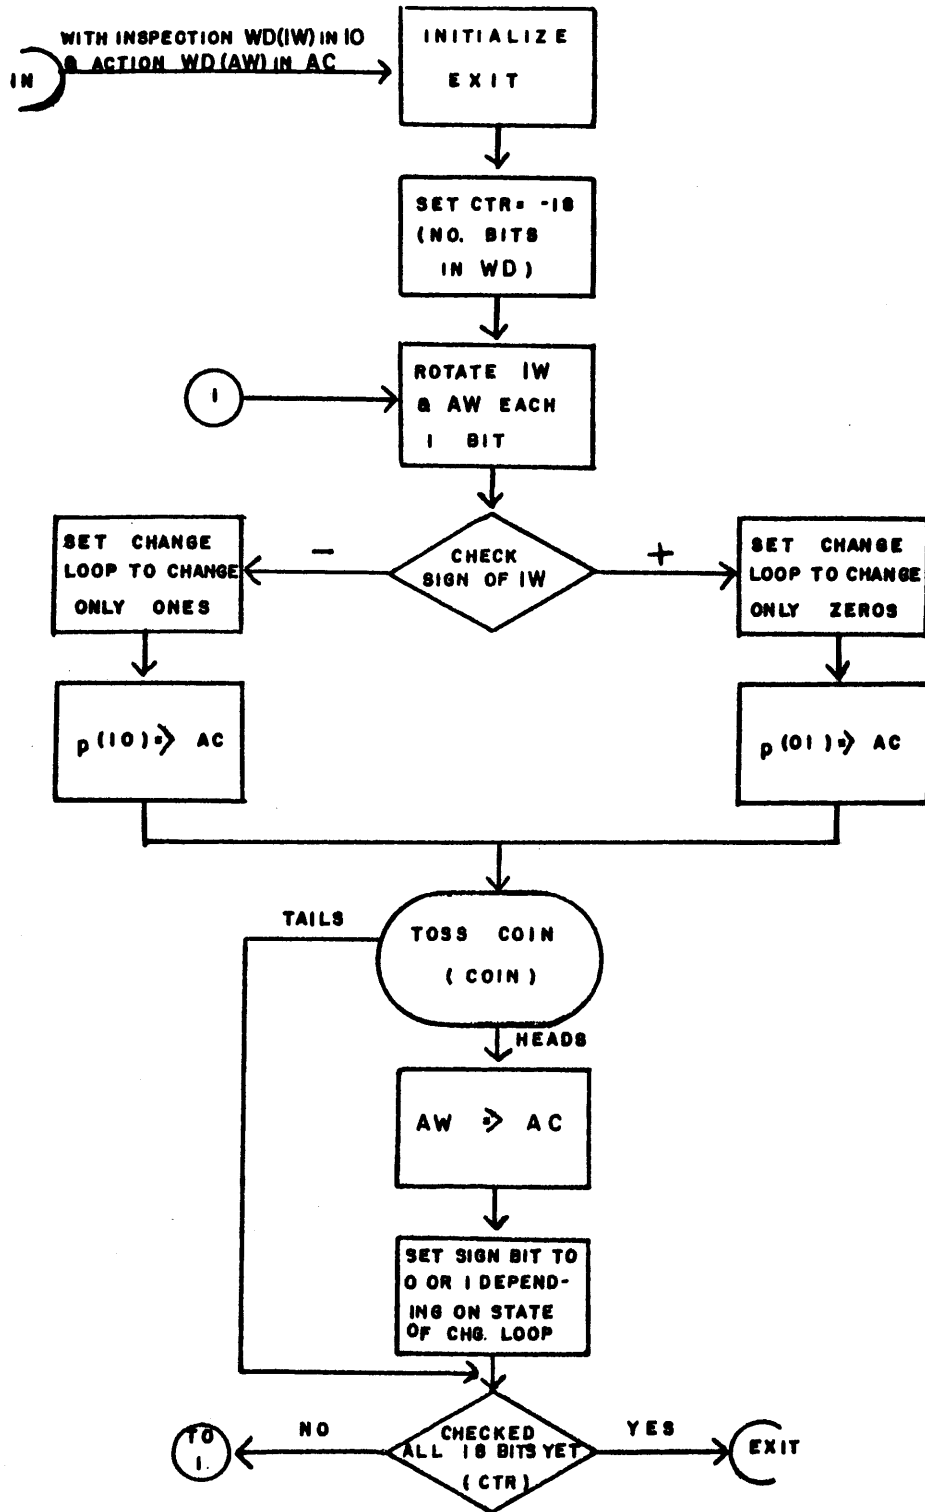 WITH INSPECTION WD(IW) IN IO
& ACTION WD (AW) IN AC
IN
INITIALIZE
EXIT
SET CTR= -18
(NO. BITS
IN WD)
1
ROTATE IW
& AW EACH
1 BIT
CHECK
SIGN OF IW
-
+
SET CHANGE
LOOP TO CHANGE
ONLY ONES
SET CHANGE
LOOP TO CHANGE
ONLY ZEROS
p(10)=> AC
p(01)=> AC
TOSS COIN
(COIN)
TAILS
HEADS
AW => AC
SET SIGN BIT TO
0 OR 1 DEPEND-
ING ON STATE
OF CHG. LOOP
CHECKED
ALL 18 BITS YET
(CTR)
NO
YES
TO
1.
EXIT